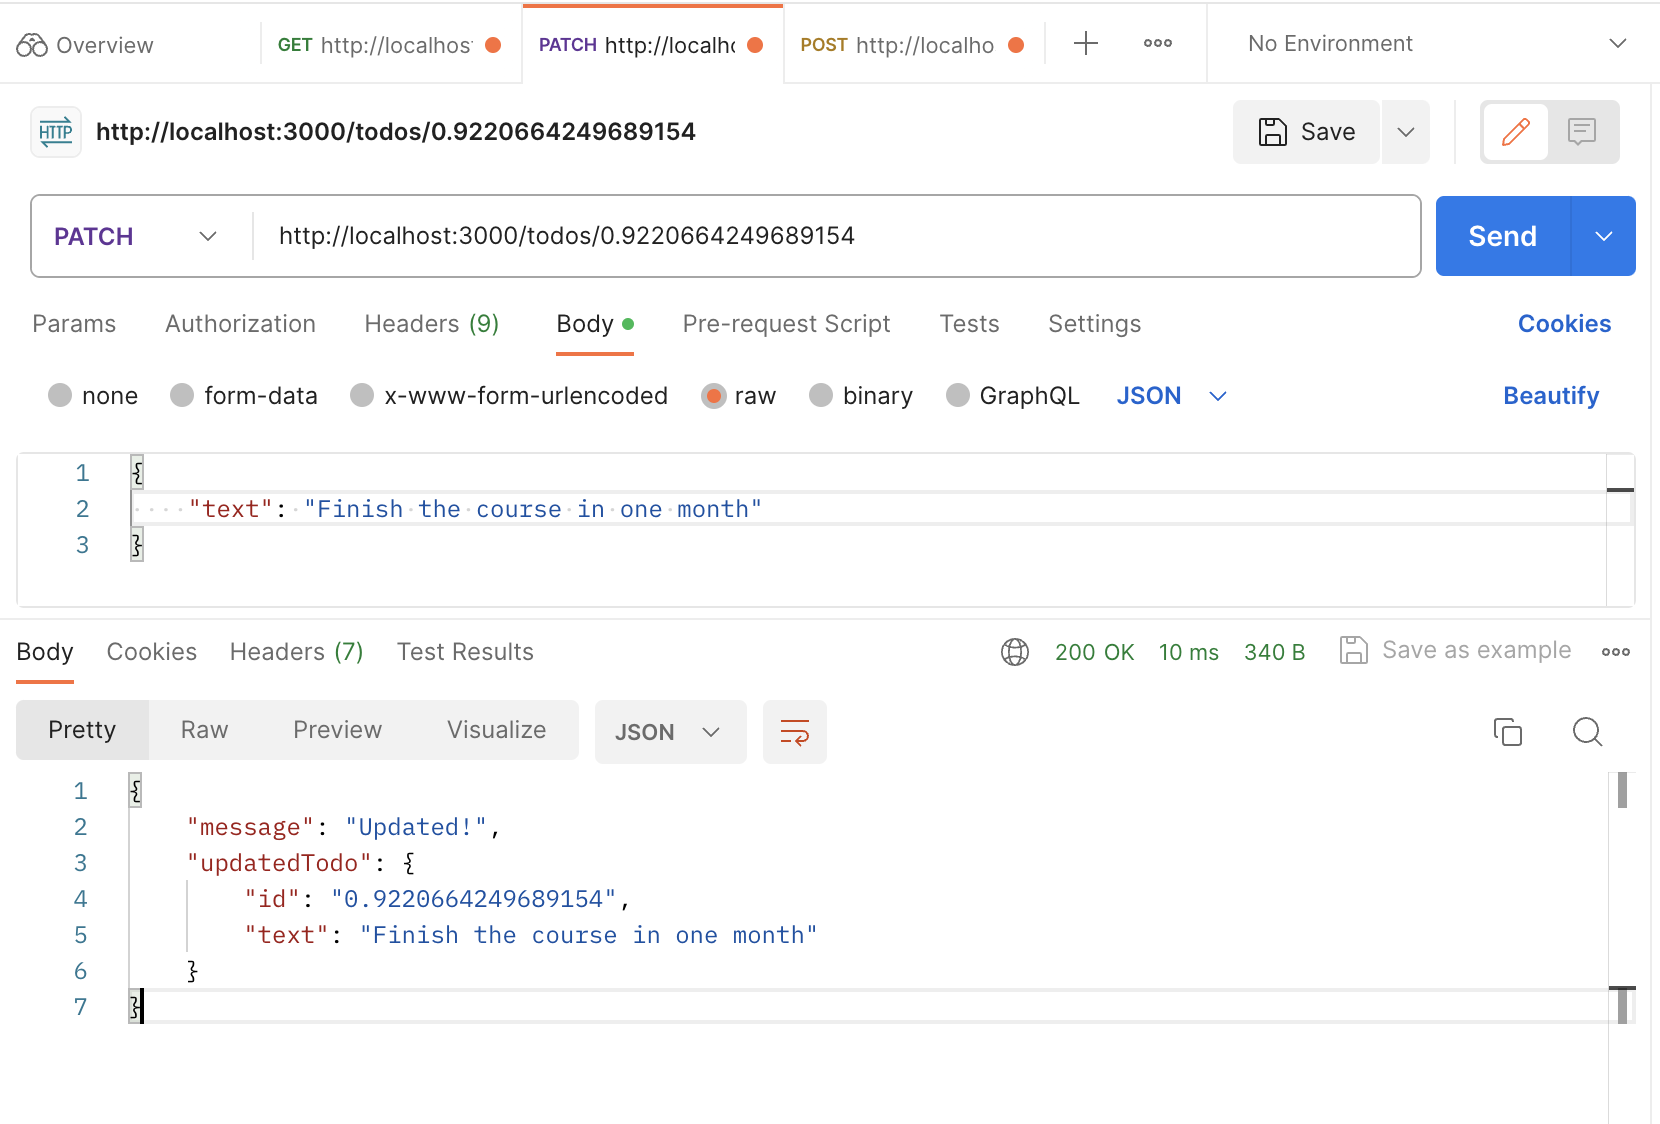 Overview GET http://localhos PATCH http://localho POST http://localho No Environment
HTTP http://localhost:3000/todos/0.9220664249689154 Save
PATCH http://localhost:3000/todos/0.9220664249689154 Send
Params Authorization Headers (9) Body Pre-request Script Tests Settings Cookies
none form-data x-www-form-urlencoded raw binary GraphQL JSON Beautify
1 {
2 "text": "Finish the course in one month"
3 }
Body Cookies Headers (7) Test Results 200 OK 10 ms 340 B Save as example
Pretty Raw Preview Visualize JSON
1 {
2 "message": "Updated!",
3 "updatedTodo": {
4 "id": "0.9220664249689154",
5 "text": "Finish the course in one month"
6 }
7 }